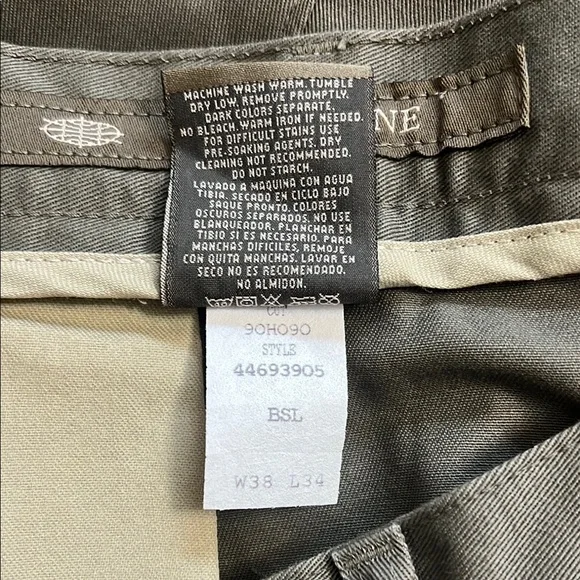 MACHINE WASH WARM. TUMBLE
DRY LOW, REMOVE PROMPTLY.
DARK COLORS SEPARATE.
NO BLEACH. WARM IRON IF NEEDED.
FOR DIFFICULT STAINS USE
PRE-SOAKING AGENTS, DRY
CLEANING NOT RECOMMENDED.
DO NOT STARCH.
LAVADO A MAQUINA CON AGUA
TIBIA. SECADO EN CICLO BAJO
SAQUE PRONTO. COLORES
OSCUROS SEPARADOS. NO USE
BLANQUEADOR. PLANCHAR EN
TIBIO SI ES NECESARIO. PARA
MANCHAS DIFICILES, REMOJE
CON QUITA MANCHAS. LAVAR EN
SECO NO ES RECOMENDADO.
NO ALMIDON.
NE
CUT
90H090
STYLE
44693905
BSL
W38 L34